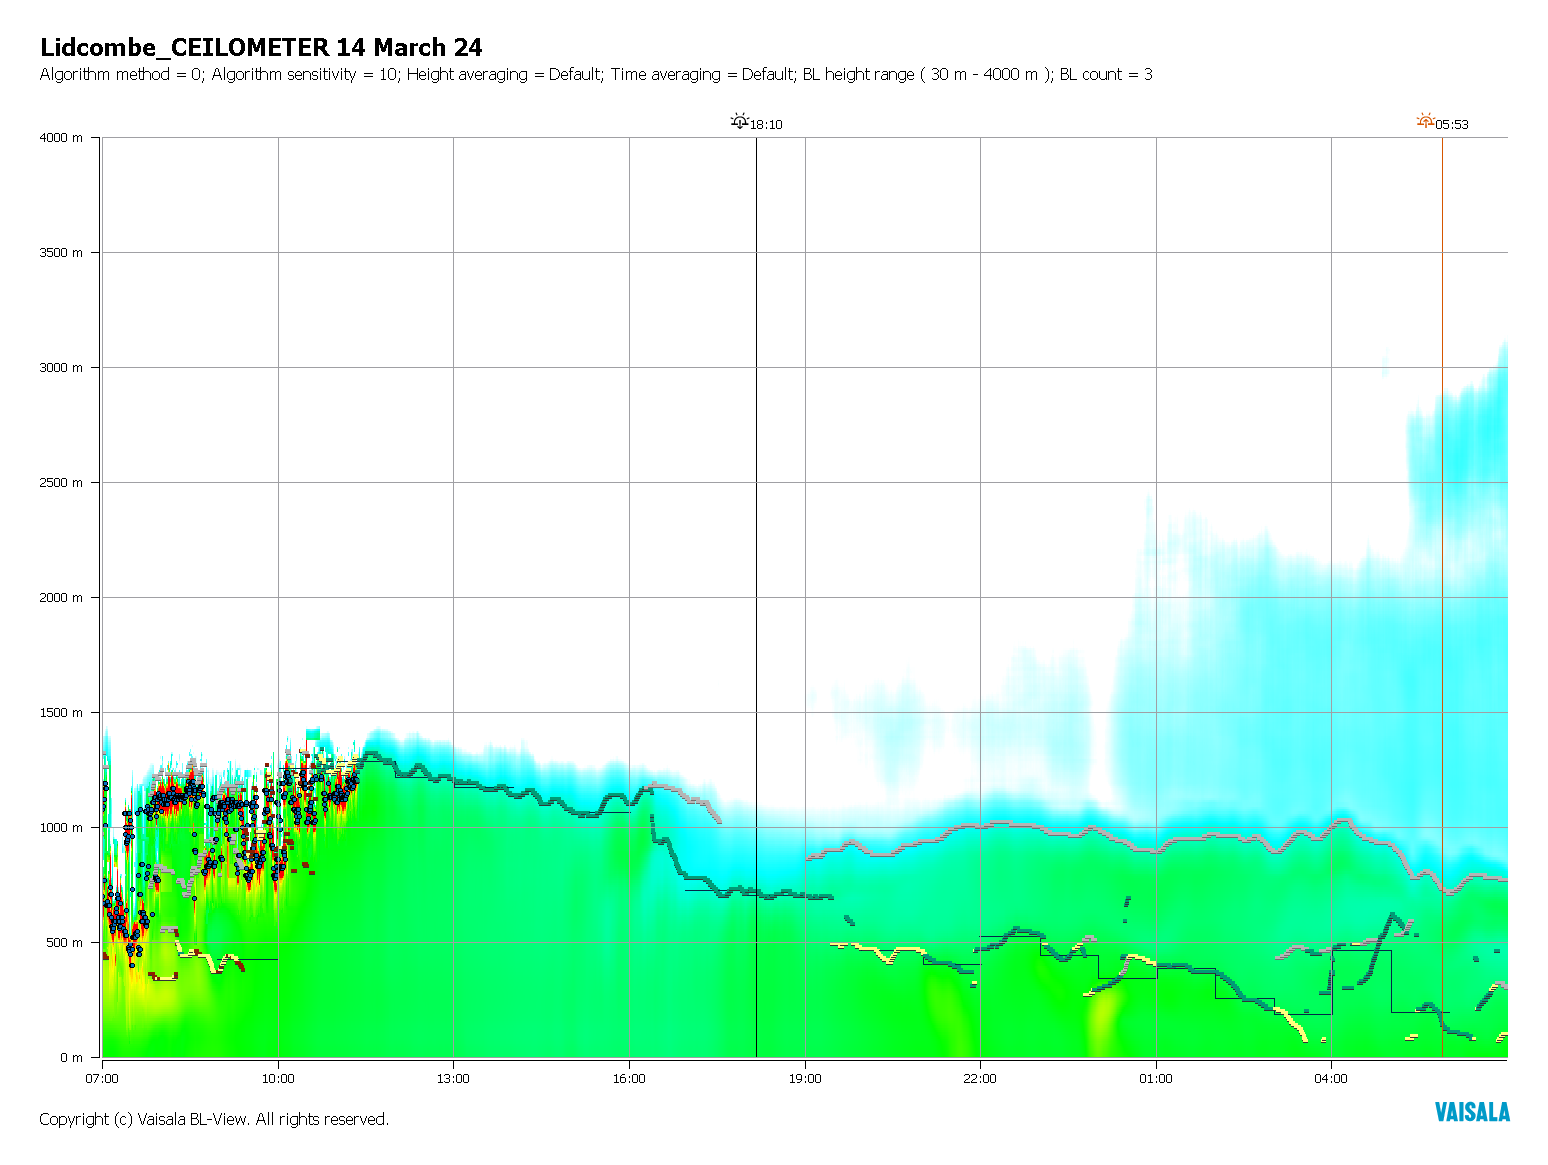 Lidcombe_CEILOMETER 14 March 24
Algorithm method = 0; Algorithm sensitivity = 10; Height averaging = Default; Time averaging = Default; BL height range ( 30 m - 4000 m ); BL count = 3
18:10
05:53
4000 m
3500 m
3000 m
2500 m
2000 m
1500 m
1000 m
500 m
0 m
07:00 10:00 13:00 16:00 19:00 22:00 01:00 04:00
Copyright (c) Vaisala BL-View. All rights reserved.
VAISALA